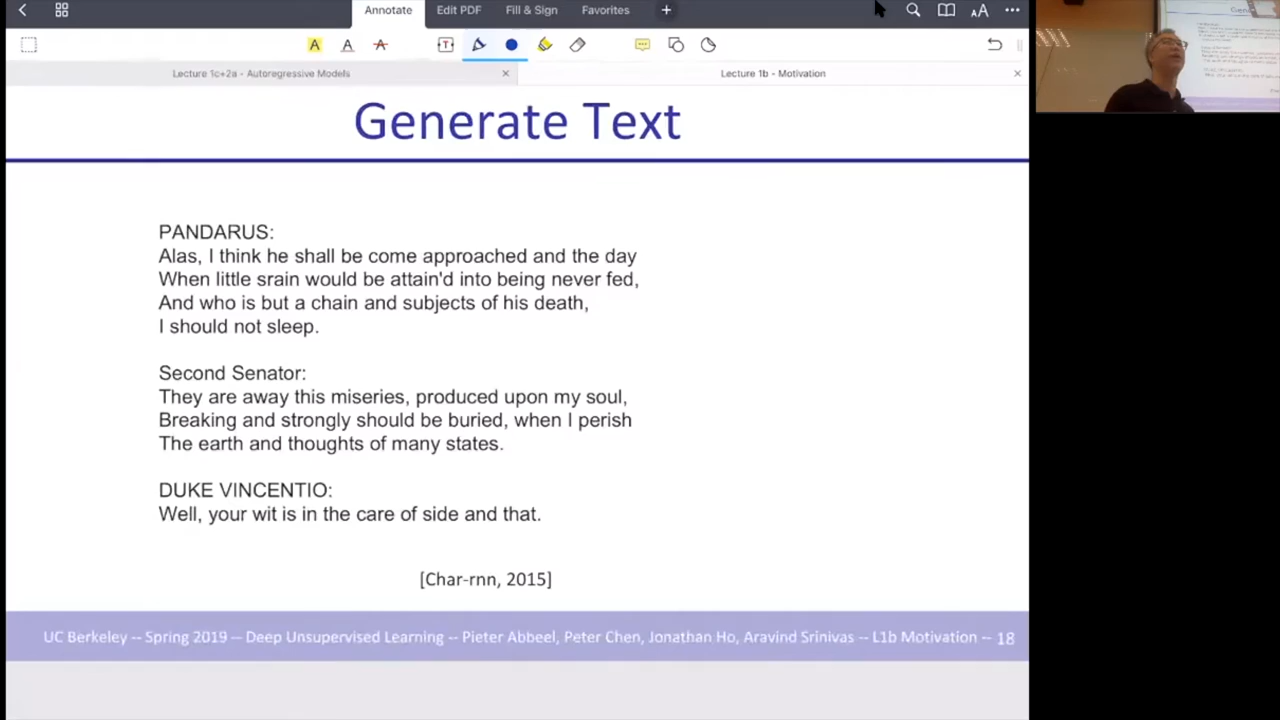 Annotate Edit PDF Fill & Sign Favorites
Lecture 1c+2a - Autoregressive Models
Lecture 1b - Motivation
Generate Text
PANDARUS:
Alas, I think he shall be come approached and the day
When little srain would be attain'd into being never fed,
And who is but a chain and subjects of his death,
I should not sleep.
Second Senator:
They are away this miseries, produced upon my soul,
Breaking and strongly should be buried, when I perish
The earth and thoughts of many states.
DUKE VINCENTIO:
Well, your wit is in the care of side and that.
[Char-rnn, 2015]
UC Berkeley -- Spring 2019 -- Deep Unsupervised Learning -- Pieter Abbeel, Peter Chen, Jonathan Ho, Aravind Srinivas -- L1b Motivation -- 18